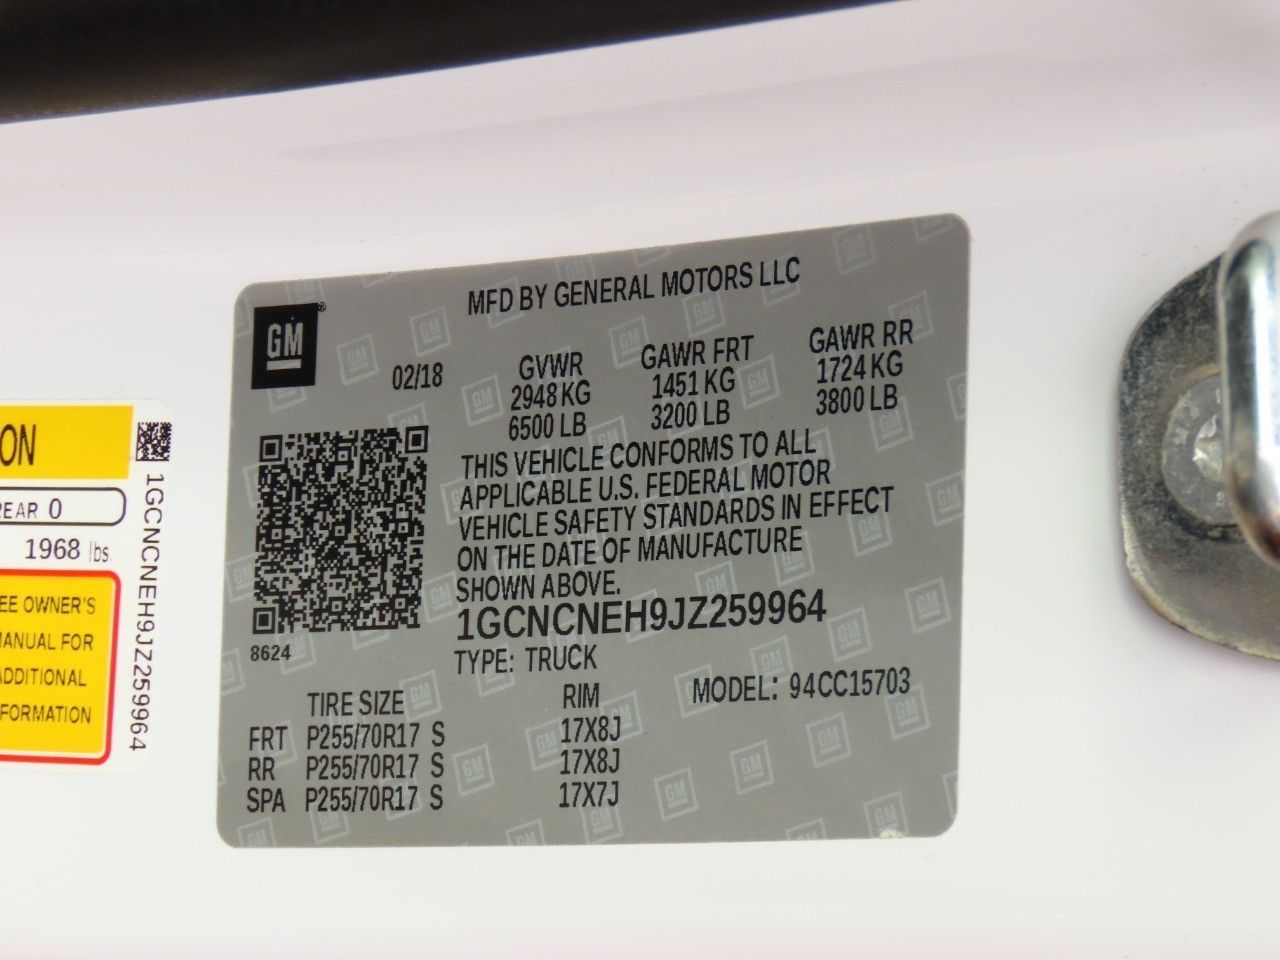 GM
MFD BY GENERAL MOTORS LLC
02/18
GVWR GAWR FRT GAWR RR
2948 KG 1451 KG 1724 KG
6500 LB 3200 LB 3800 LB
THIS VEHICLE CONFORMS TO ALL
APPLICABLE U.S. FEDERAL MOTOR
VEHICLE SAFETY STANDARDS IN EFFECT
ON THE DATE OF MANUFACTURE
SHOWN ABOVE.
1GCNCNEH9JZ259964
8624
TYPE: TRUCK
MODEL: 94CC15703
TIRE SIZE RIM
FRT P255/70R17 S 17X8J
RR P255/70R17 S 17X8J
SPA P255/70R17 S 17X7J
ON
REAR 0
1968 lbs.
EE OWNER'S
MANUAL FOR
ADDITIONAL
FORMATION
1GCNCNEH9JZ259964